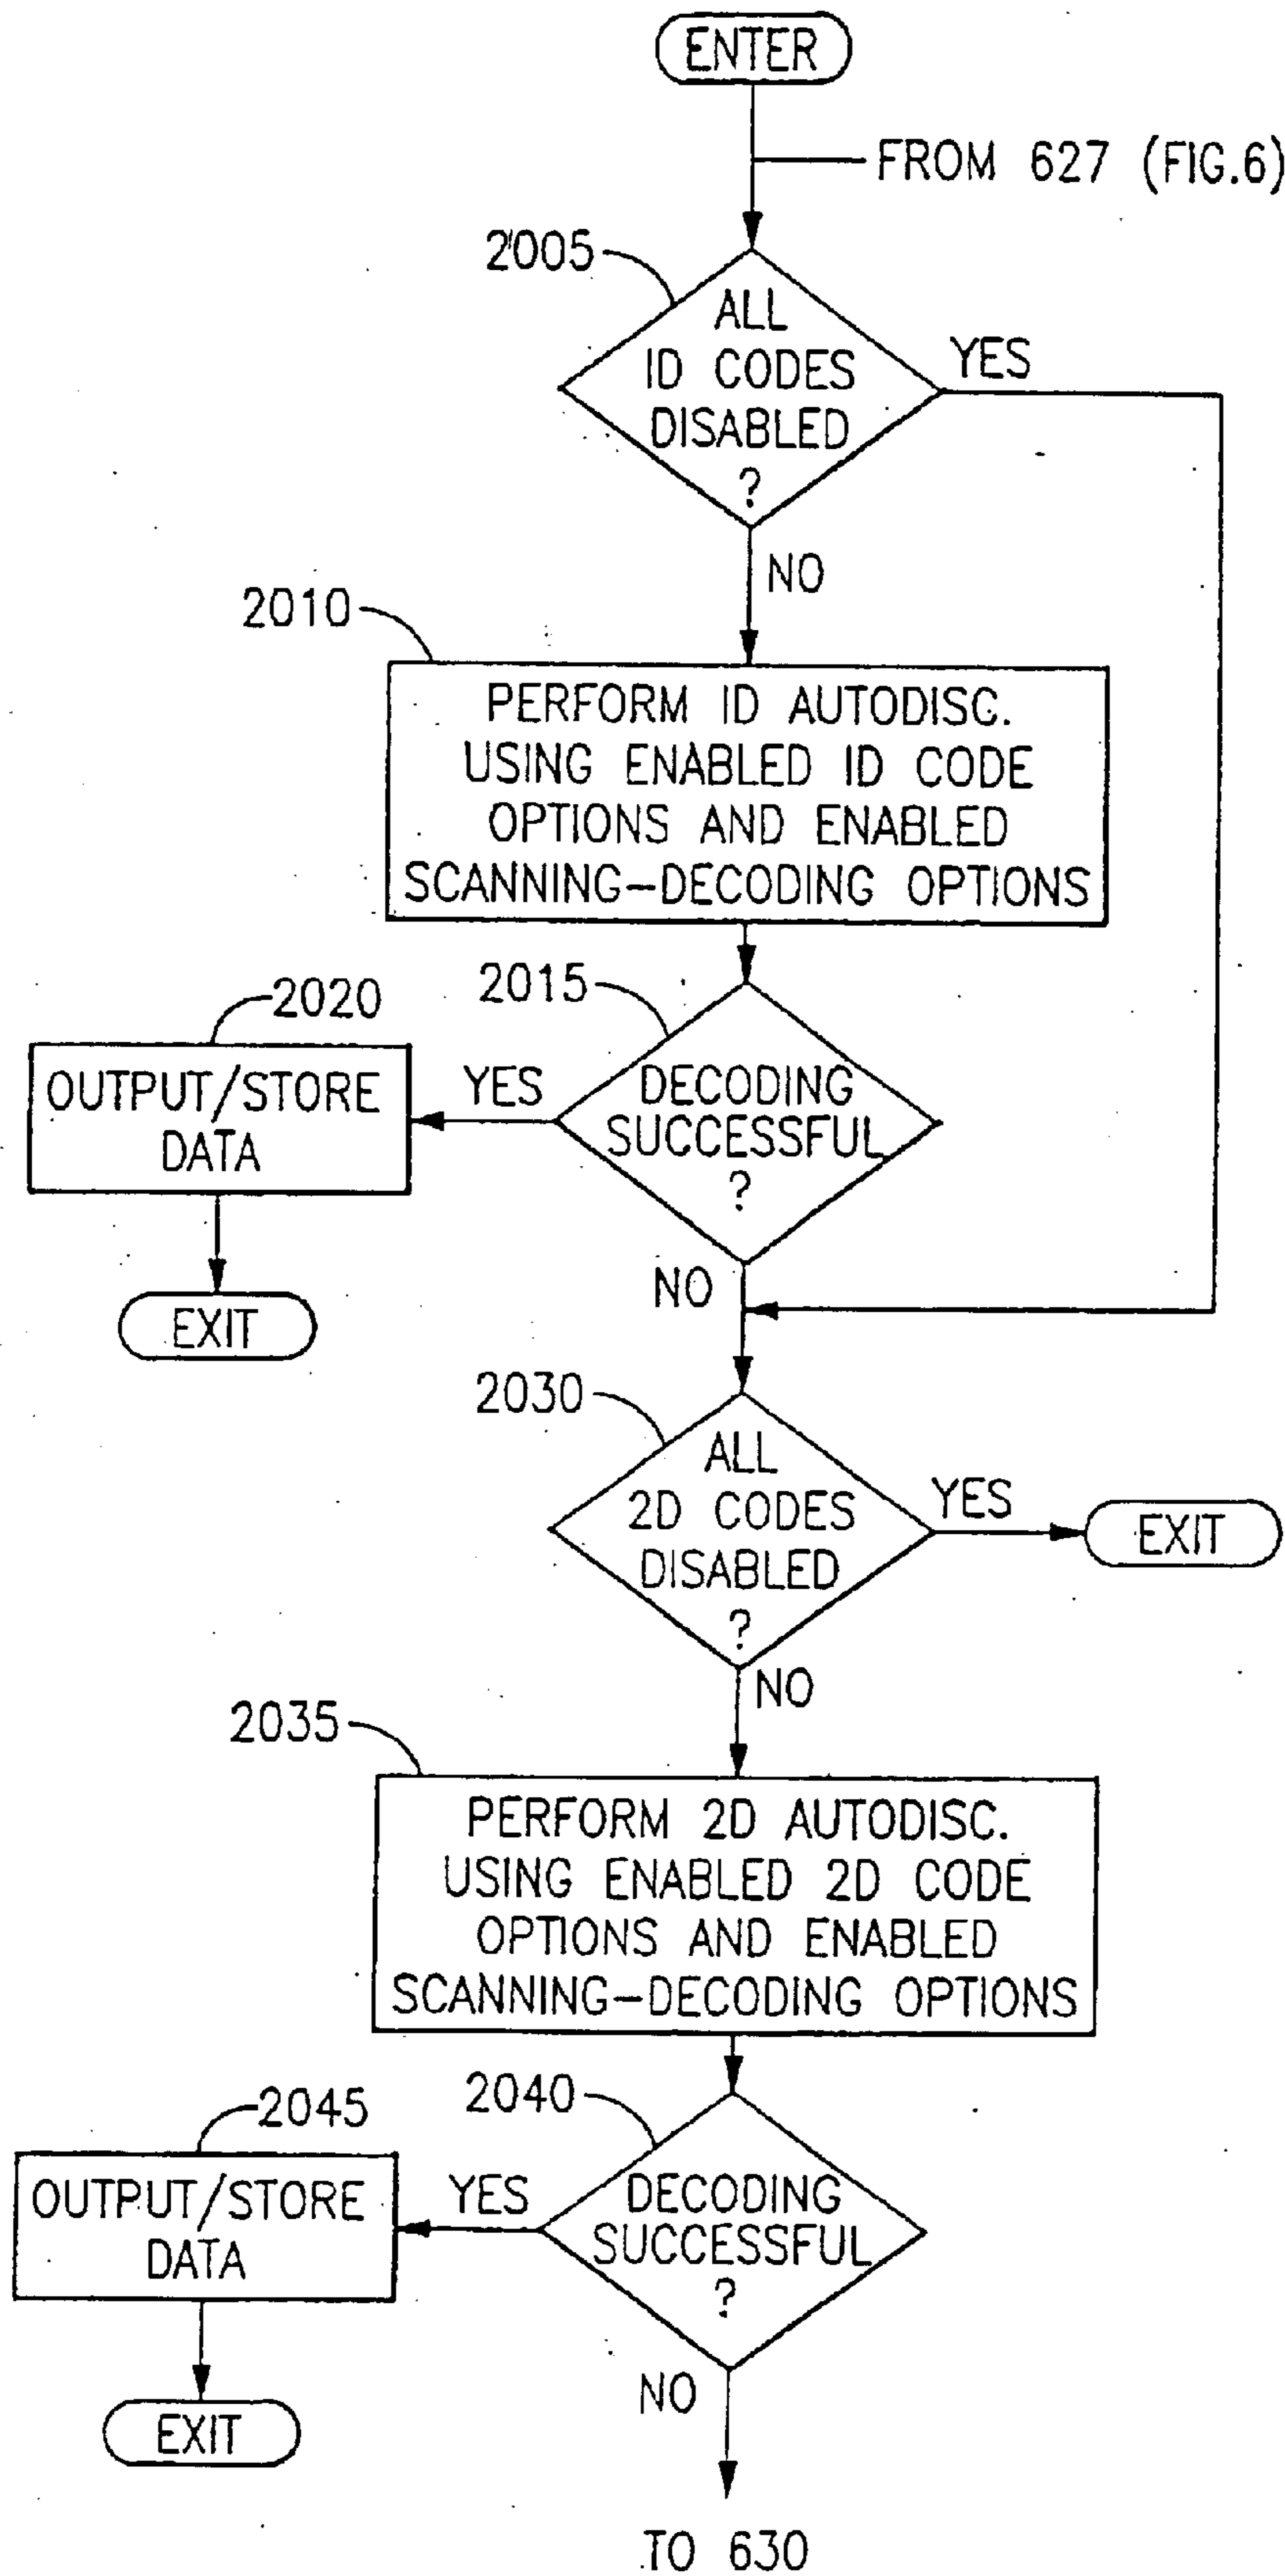 ENTER
FROM 627 (FIG.6)
2005
ALL
ID CODES
DISABLED
?
YES
NO
2010
PERFORM ID AUTODISC.
USING ENABLED ID CODE
OPTIONS AND ENABLED
SCANNING-DECODING OPTIONS
2015
DECODING
SUCCESSFUL
?
YES
2020
OUTPUT/STORE
DATA
EXIT
NO
2030
ALL
2D CODES
DISABLED
?
YES
EXIT
NO
2035
PERFORM 2D AUTODISC.
USING ENABLED 2D CODE
OPTIONS AND ENABLED
SCANNING-DECODING OPTIONS
2040
DECODING
SUCCESSFUL
?
YES
2045
OUTPUT/STORE
DATA
EXIT
NO
TO 630